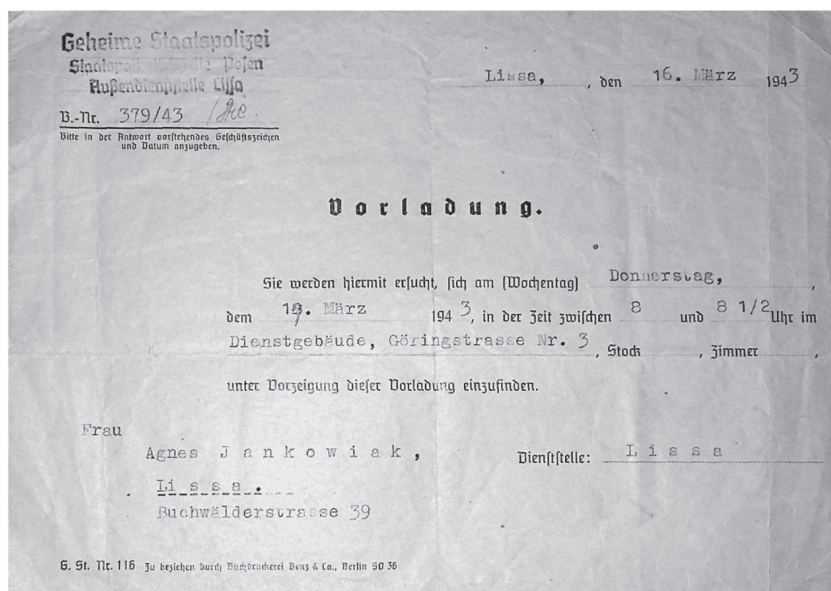 Geheime Staatspolizei
Posen
Außendienststelle Lissa
Lissa, , den 16. März 1943
B.-Nr. 379/43
Bitte in der Antwort vorstehendes Geschäftszeichen
und Datum anzugeben.
Vorladung.
Sie werden hiermit ersucht, sich am (Wochentag) Donnerstag, ,
dem März 1943, in der Zeit zwischen 8 und 8 1/2 Uhr im
Dienstgebäude, Göringstrasse Nr. 3, Stock , Zimmer ,
unter Vorzeigung dieser Vorladung einzufinden.
Frau
Agnes Jankowiak,
Dienststelle: Lissa
Lissa.
Buchwälderstrasse 39
G. St. Nr. 116 Zu beziehen durch Buchdruckerei Benz & Co., Berlin SO 36